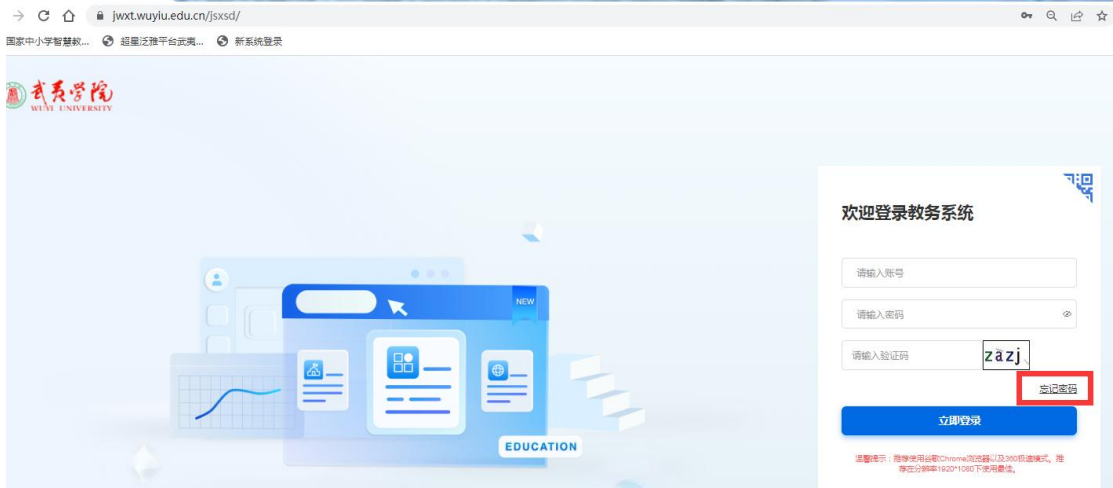 jwxt.wuyiu.edu.cn/jsxsd/
国家中小学智慧教... 超星泛雅平台武夷... 新系统登录
武夷学院
WUYI UNIVERSITY
欢迎登录教务系统
请输入账号
NEW
请输入密码
请输入验证码 zazj
忘记密码
立即登录
EDUCATION
温馨提示:推荐使用谷歌Chrome浏览器以及360极速模式。推
荐在分辨率1920*1080下使用最佳。